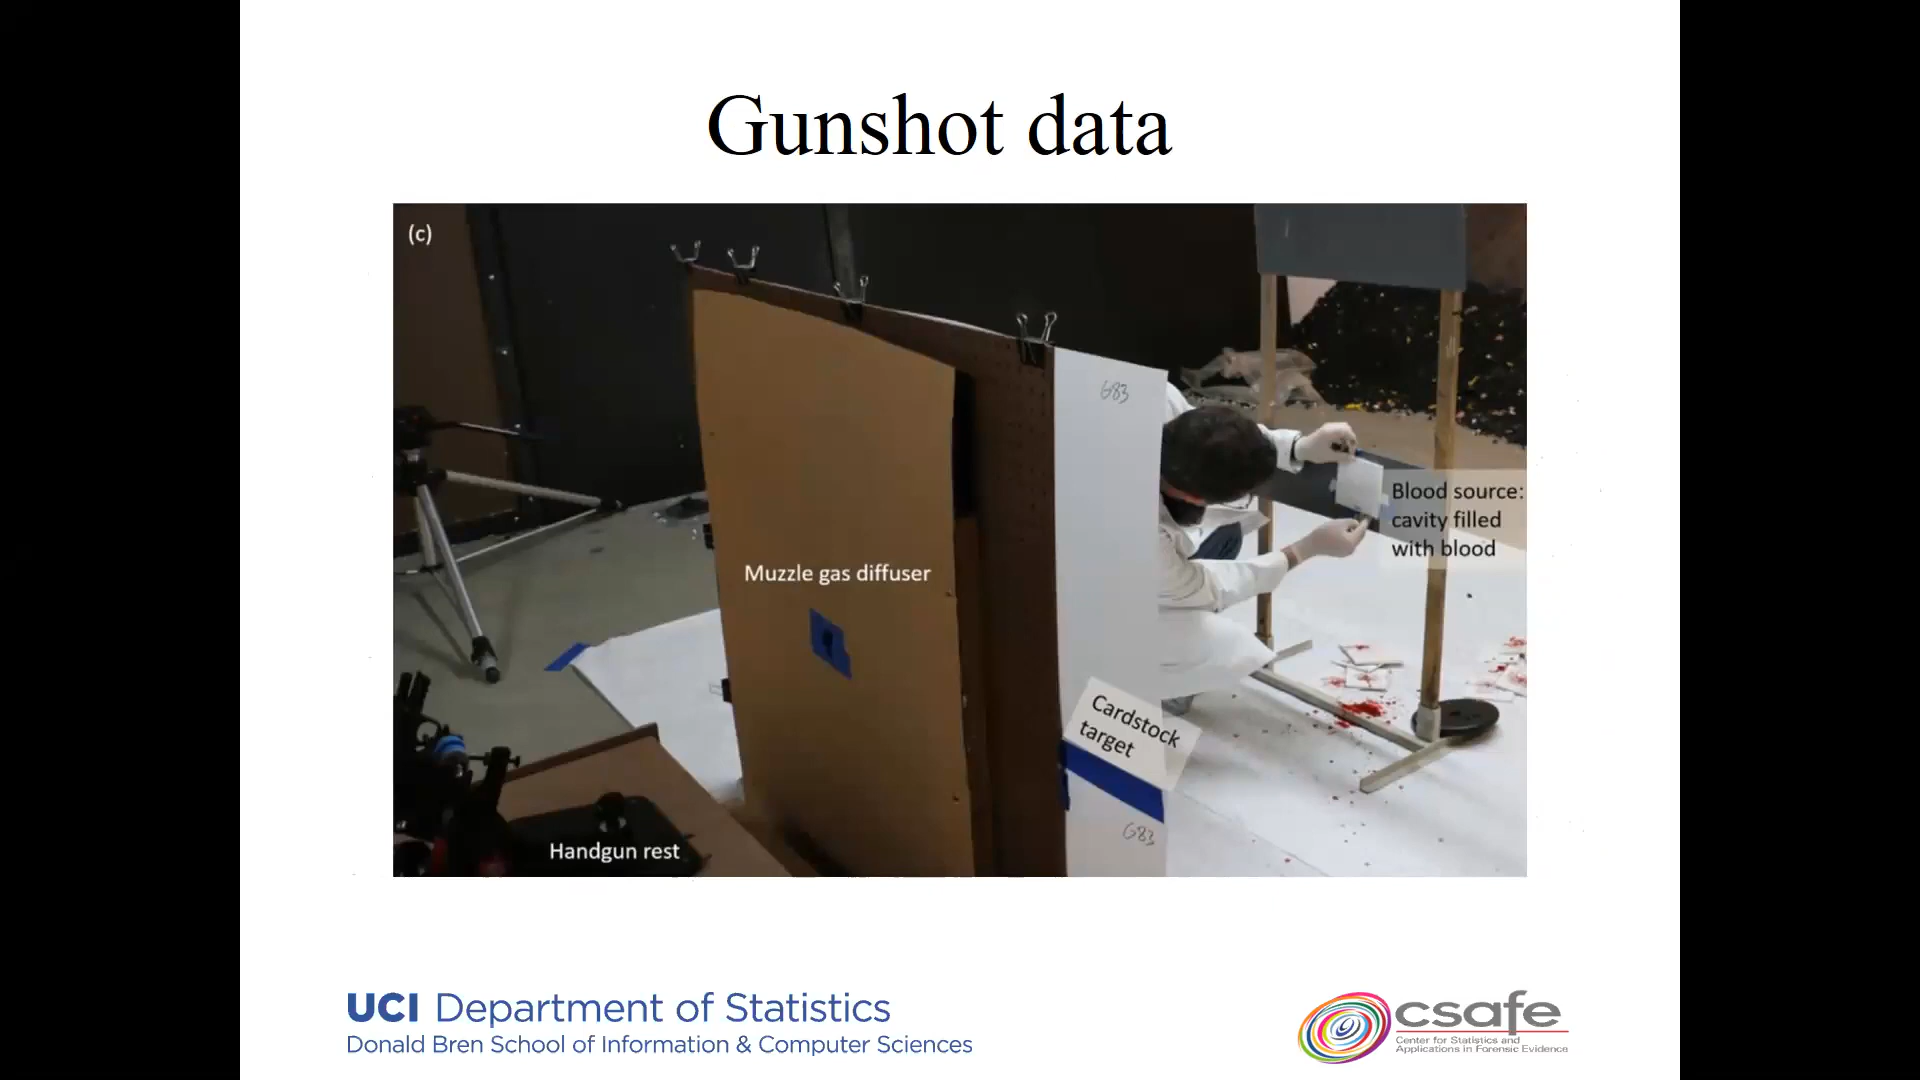 Gunshot data
(c)
G83
Blood source:
cavity filled
with blood
Muzzle gas diffuser
Cardstock
target
G83
Handgun rest
UCI Department of Statistics
Donald Bren School of Information & Computer Sciences
csafe
Center for Statistics and
Applications in Forensic Evidence